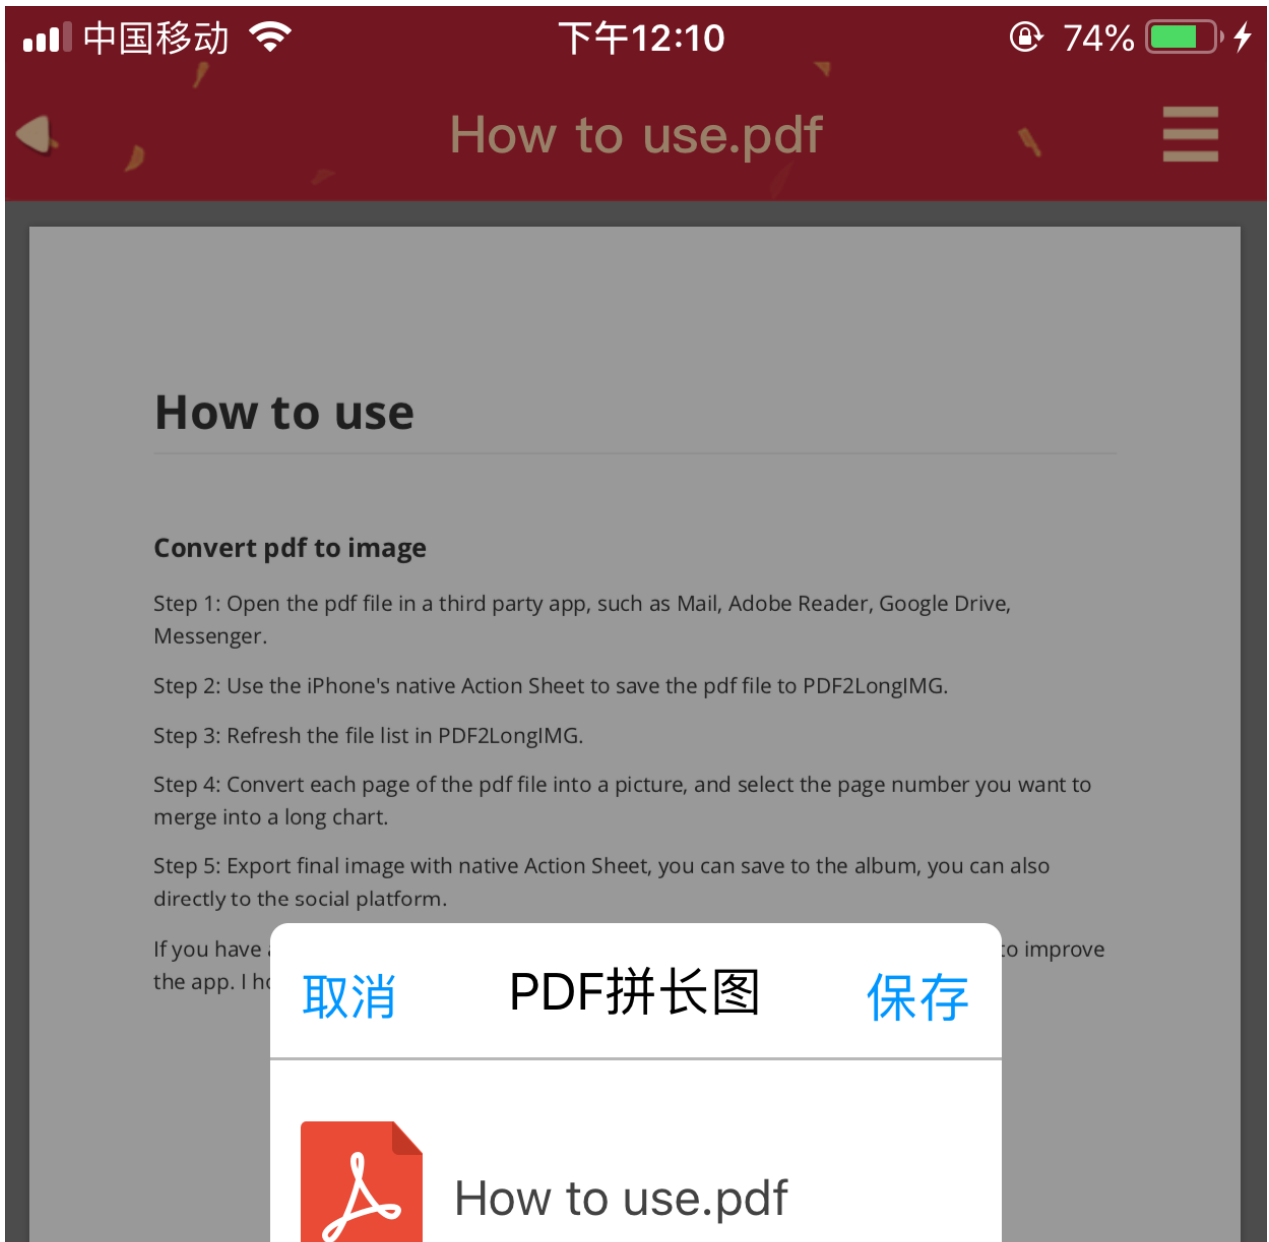 中国移动 下午12:10 74%
How to use.pdf
How to use
Convert pdf to image
Step 1: Open the pdf file in a third party app, such as Mail, Adobe Reader, Google Drive,
Messenger.
Step 2: Use the iPhone's native Action Sheet to save the pdf file to PDF2LongIMG.
Step 3: Refresh the file list in PDF2LongIMG.
Step 4: Convert each page of the pdf file into a picture, and select the page number you want to
merge into a long chart.
Step 5: Export final image with native Action Sheet, you can save to the album, you can also
directly to the social platform.
If you have to improve
the app. I
取消 PDF拼长图 保存
How to use.pdf